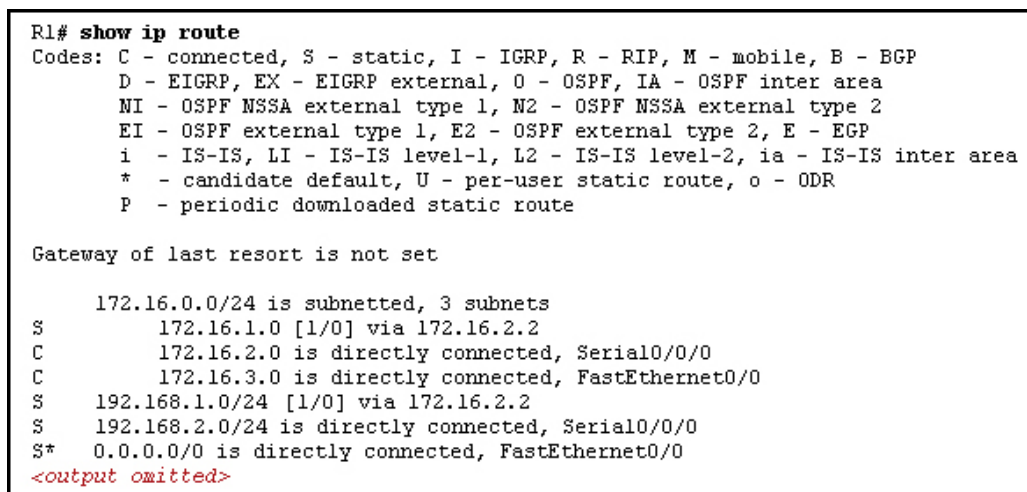 R1# show ip route
Codes: C - connected, S - static, I - IGRP, R - RIP, M - mobile, B - BGP
D - EIGRP, EX - EIGRP external, O - OSPF, IA - OSPF inter area
NI - OSPF NSSA external type 1, N2 - OSPF NSSA external type 2
EI - OSPF external type 1, E2 - OSPF external type 2, E - EGP
i - IS-IS, LI - IS-IS level-1, L2 - IS-IS level-2, ia - IS-IS inter area
* - candidate default, U - per-user static route, o - ODR
P - periodic downloaded static route
Gateway of last resort is not set
172.16.0.0/24 is subnetted, 3 subnets
S 172.16.1.0 [1/0] via 172.16.2.2
C 172.16.2.0 is directly connected, Serial0/0/0
C 172.16.3.0 is directly connected, FastEthernet0/0
S 192.168.1.0/24 [1/0] via 172.16.2.2
S 192.168.2.0/24 is directly connected, Serial0/0/0
S* 0.0.0.0/0 is directly connected, FastEthernet0/0
<output omitted>